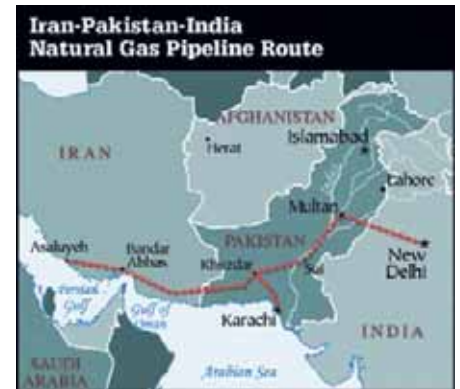 Iran-Pakistan-India
Natural Gas Pipeline Route
AFGHANISTAN
Islamabad
Herat
IRAN
Lahore
Multan
Asaluyeh
Bandar
Abbas
PAKISTAN
Khuzdar
Sui
New
Delhi
Persian
Gulf
Gulf of
Oman
Karachi
INDIA
SAUDI
ARABIA
Arabian Sea